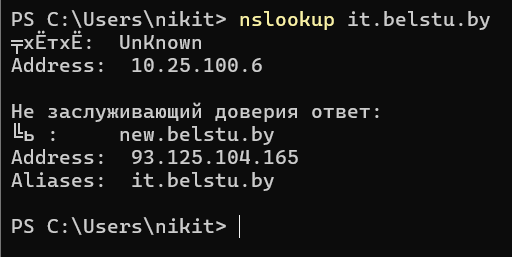 PS C:\Users\nikit> nslookup it.belstu.by
╤хЁтхЁ:  UnKnown
Address:  10.25.100.6
Не заслуживающий доверия ответ:
╚ь :     new.belstu.by
Address:  93.125.104.165
Aliases:  it.belstu.by
PS C:\Users\nikit>